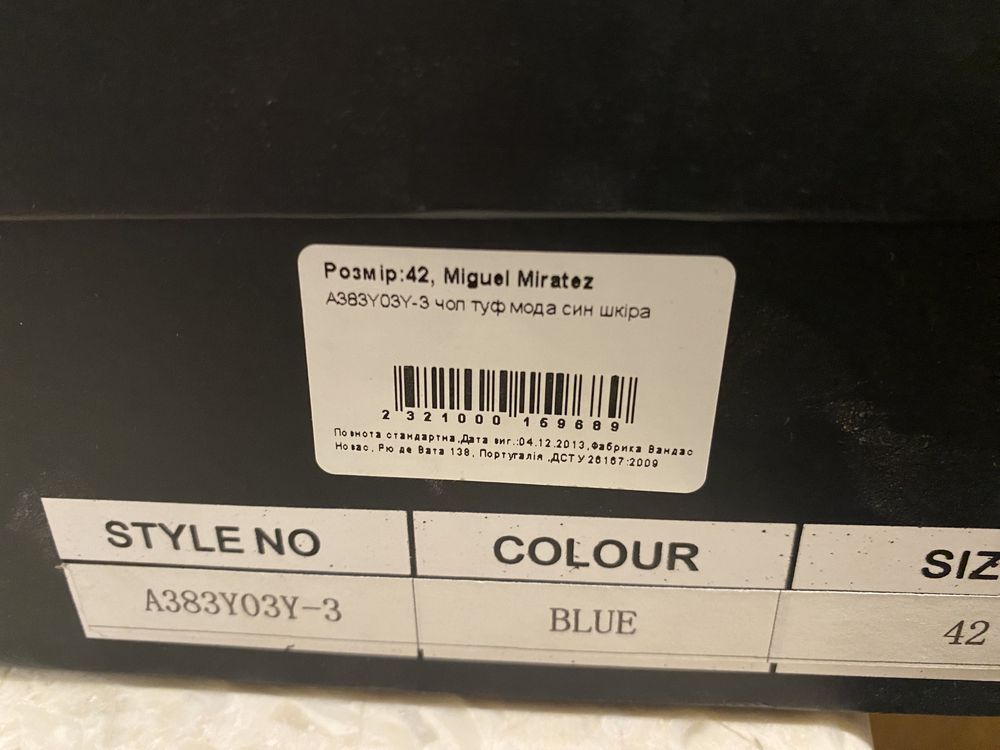 Розмір:42, Miguel Miratez
A383Y03Y-3 чол туф мода син шкіра
2 321000 159689
Повнота стандартна,Дата виг.:04.12.2013,Фабрика Вандас
Новас, Рю де Вата 138, Португалія ,ДСТУ 26167:2009
STYLE NO COLOUR SIZ
A383Y03Y-3 BLUE 42